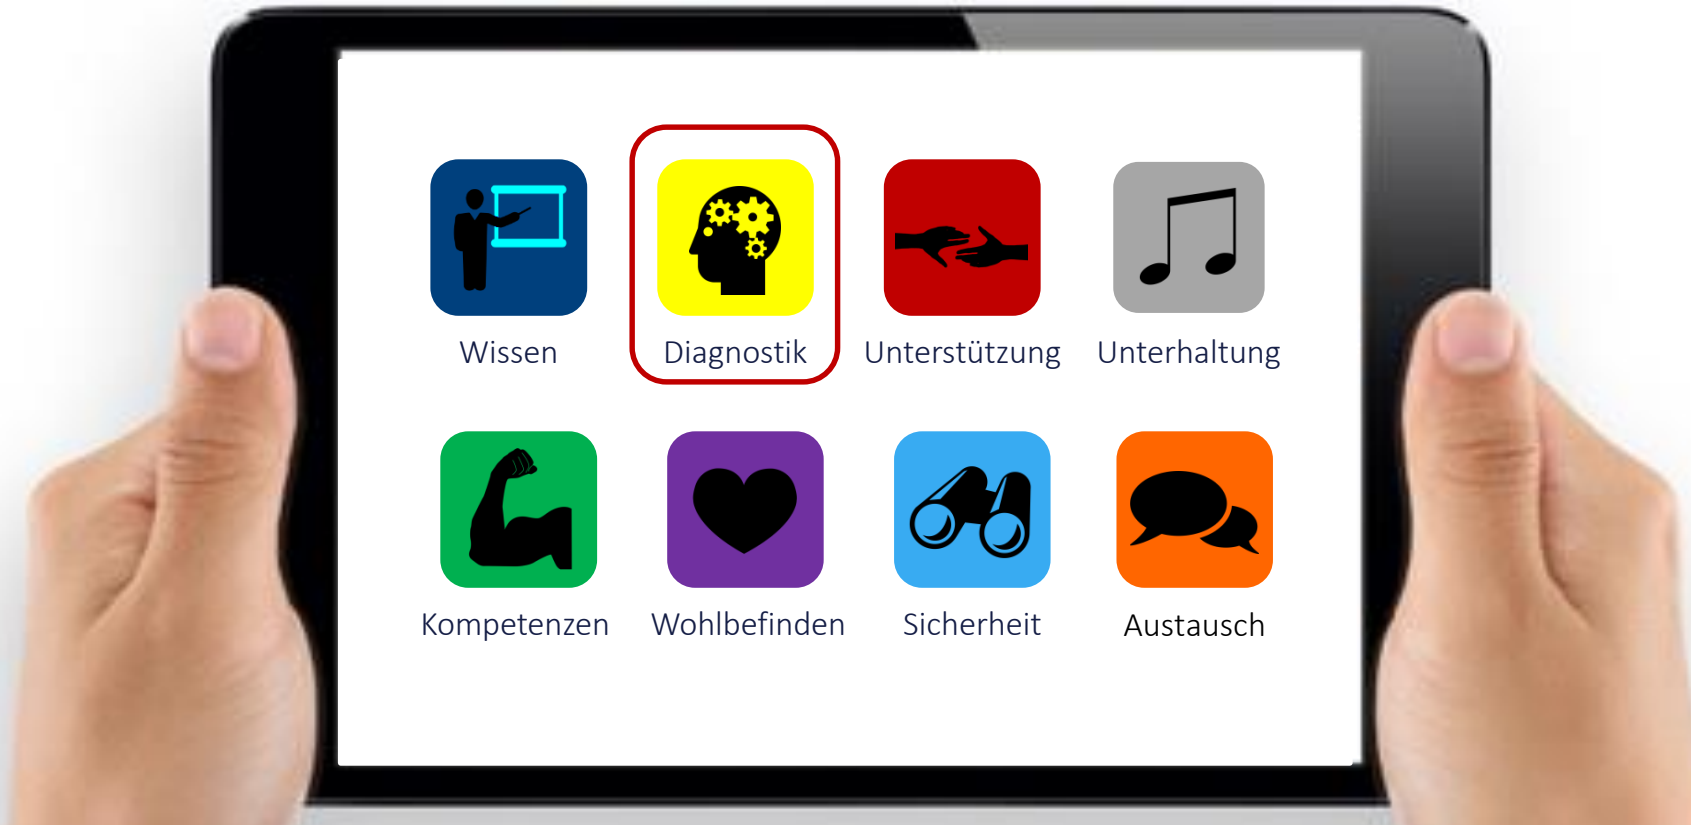 Wissen
Diagnostik
Unterstützung
Unterhaltung
Kompetenzen
Wohlbefinden
Sicherheit
Austausch